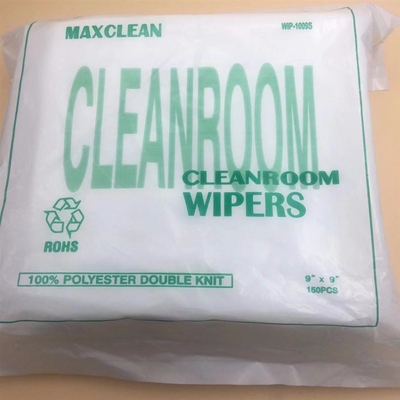 MAXCLEAN WIP-1009S
CLEANROOM
CLEANROOM
WIPERS
ROHS
100% POLYESTER DOUBLE KNIT
9" x 9"
150PCS